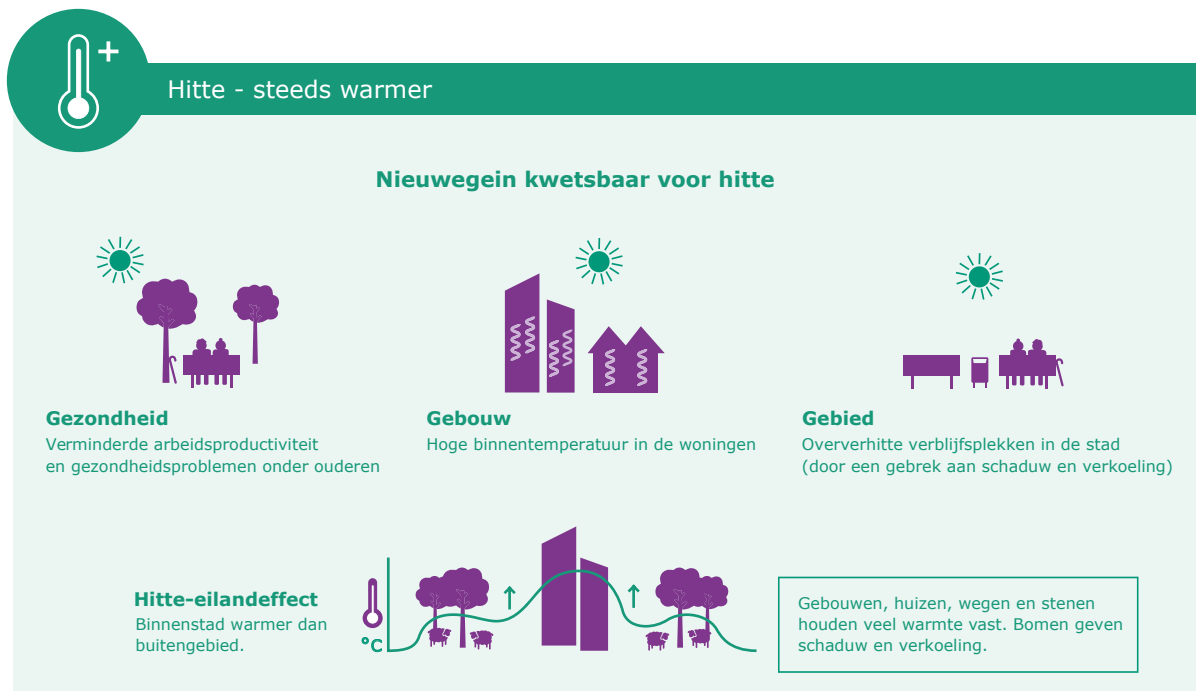 Hitte - steeds warmer
Nieuwegein kwetsbaar voor hitte
Gezondheid
Verminderde arbeidsproductiviteit
en gezondheidsproblemen onder ouderen
Gebouw
Hoge binnentemperatuur in de woningen
Gebied
Oververhitte verblijfsplekken in de stad
(door een gebrek aan schaduw en verkoeling)
Hitte-eilandeffect
Binnenstad warmer dan
buitengebied.
°C
Gebouwen, huizen, wegen en stenen
houden veel warmte vast. Bomen geven
schaduw en verkoeling.